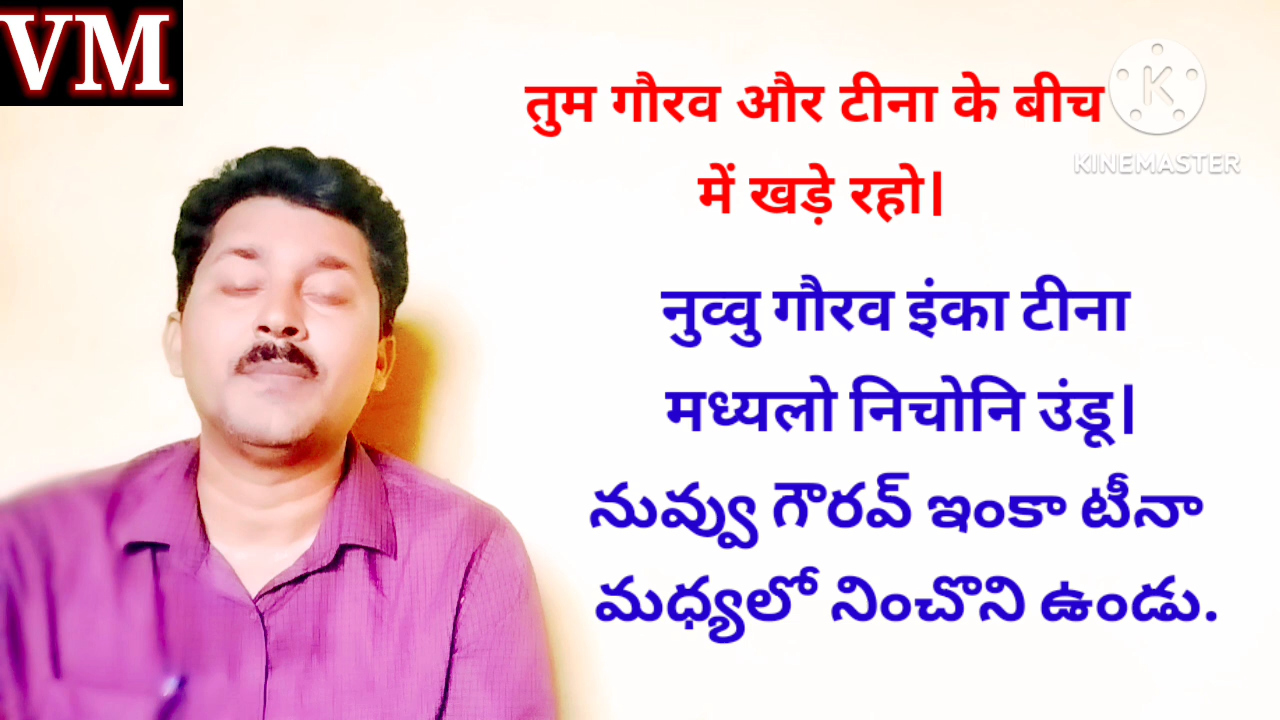 VM
तुम गौरव और टीना के बीच
में खड़े रहो।
K
KINEMASTER
नुव्वु गौरव इंका टीना
मध्यलो निचोनि उंडू।
నువ్వు గౌరవ్ ఇంకా టీనా
మధ్యలో నించొని ఉండు.